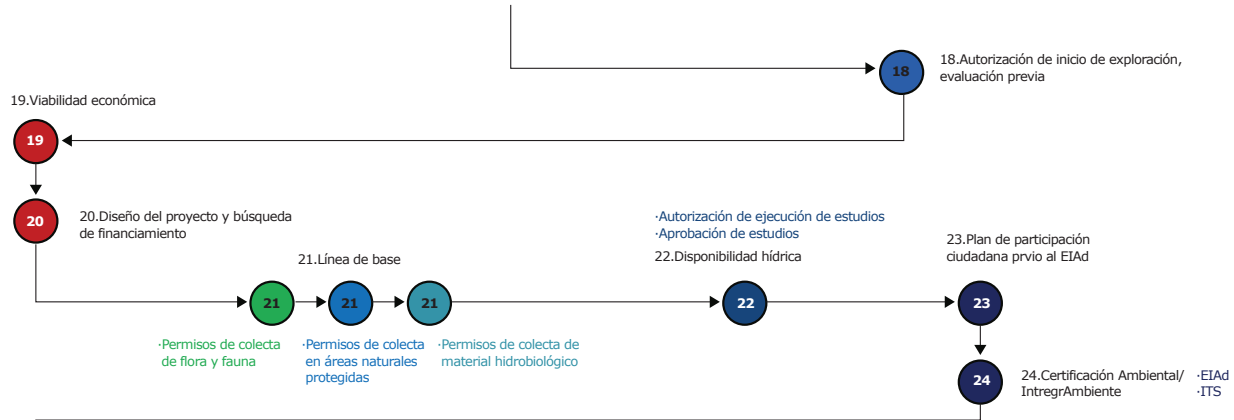 18
18.Autorización de inicio de exploración,
evaluación previa
19.Viabilidad económica
19
20
20.Diseño del proyecto y búsqueda
de financiamiento
·Autorización de ejecución de estudios
·Aprobación de estudios
22.Disponibilidad hídrica
23.Plan de participación
ciudadana prvio al EIAd
21.Línea de base
21
21
21
22
23
·Permisos de colecta
de flora y fauna
·Permisos de colecta
en áreas naturales
protegidas
·Permisos de colecta de
material hidrobiológico
24
24.Certificación Ambiental/
IntregrAmbiente
·EIAd
·ITS